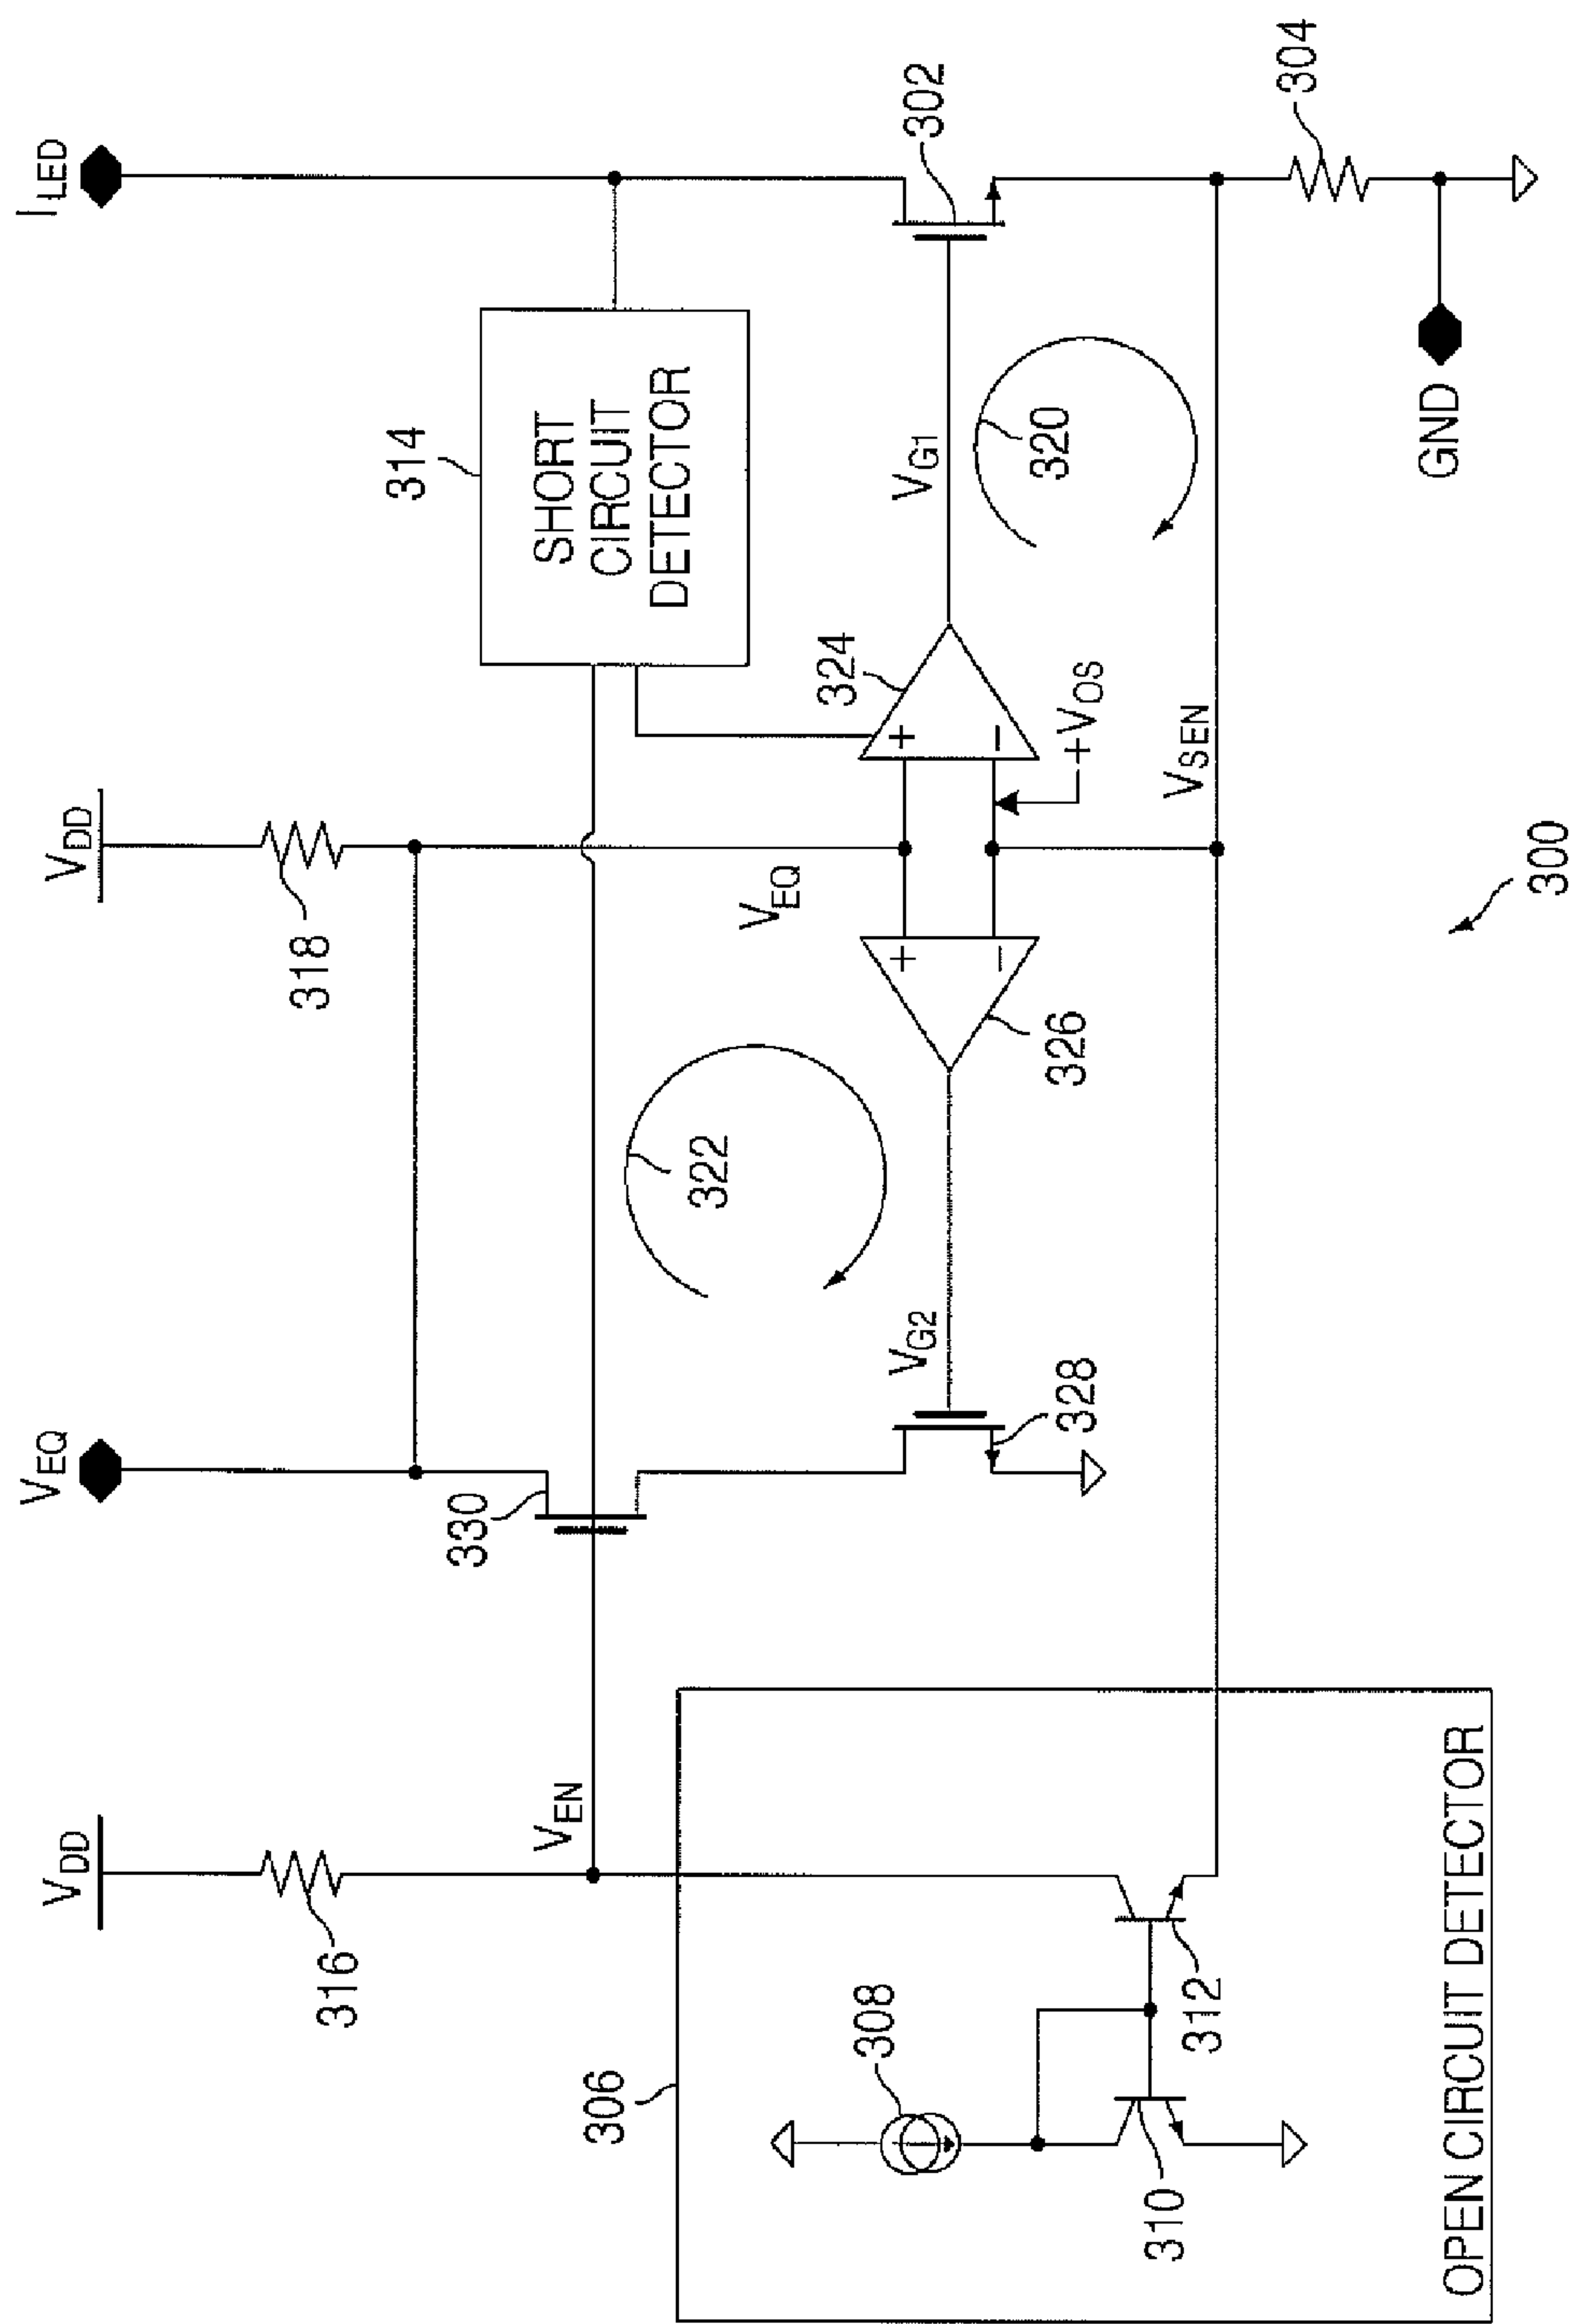 V_DD
V_EQ
V_DD
I_LED
316
318
314
330
V_EN
SHORT
CIRCUIT
DETECTOR
306
322
V_EQ
324
308
V_G2
V_G1
302
+ +
− −
326
320
328
+V_OS
310
312
V_SEN
304
GND
OPEN CIRCUIT DETECTOR
300